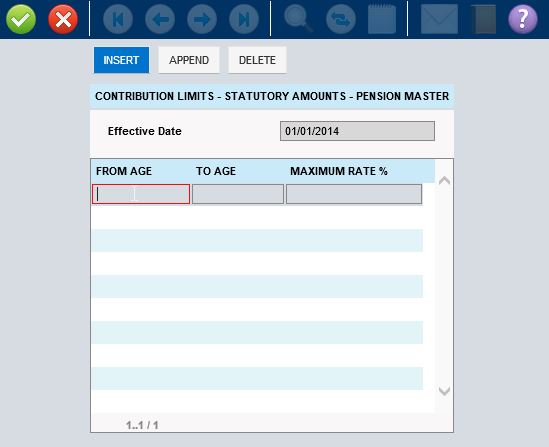 ?
INSERT APPEND DELETE
CONTRIBUTION LIMITS - STATUTORY AMOUNTS - PENSION MASTER
Effective Date 01/01/2014
FROM AGE TO AGE MAXIMUM RATE %
1..1 / 1